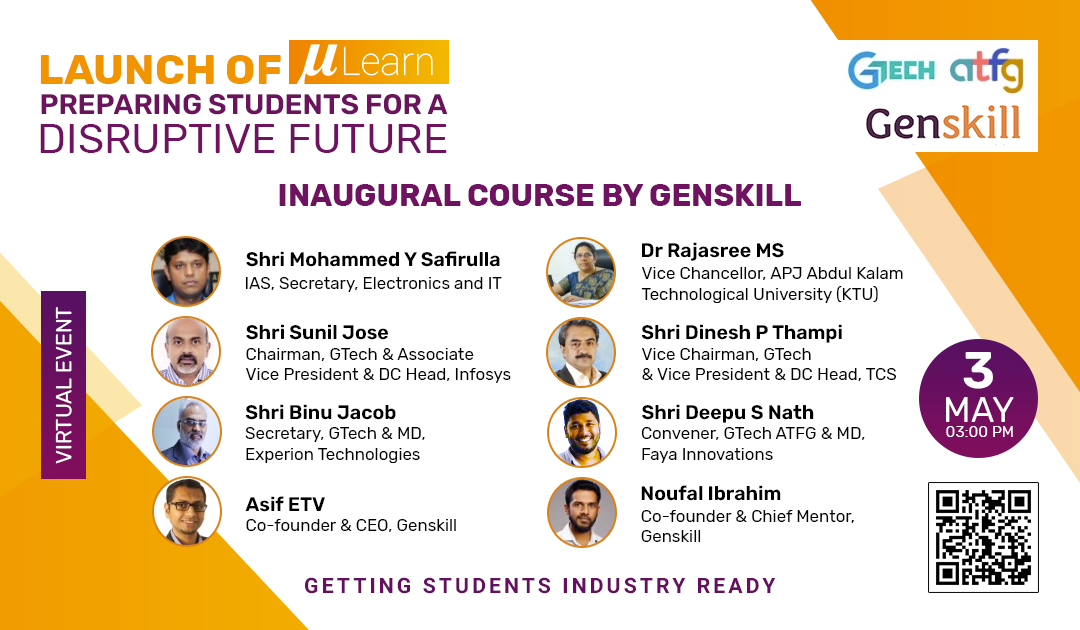 LAUNCH OF µLearn
PREPARING STUDENTS FOR A
DISRUPTIVE FUTURE
GTECH atfg
Genskill
INAUGURAL COURSE BY GENSKILL
Shri Mohammed Y Safirulla
IAS, Secretary, Electronics and IT
Dr Rajasree MS
Vice Chancellor, APJ Abdul Kalam
Technological University (KTU)
Shri Sunil Jose
Chairman, GTech & Associate
Vice President & DC Head, Infosys
Shri Dinesh P Thampi
Vice Chairman, GTech
& Vice President & DC Head, TCS
Shri Binu Jacob
Secretary, GTech & MD,
Experion Technologies
Shri Deepu S Nath
Convener, GTech ATFG & MD,
Faya Innovations
Asif ETV
Co-founder & CEO, Genskill
Noufal Ibrahim
Co-founder & Chief Mentor,
Genskill
VIRTUAL EVENT
3
MAY
03:00 PM
GETTING STUDENTS INDUSTRY READY